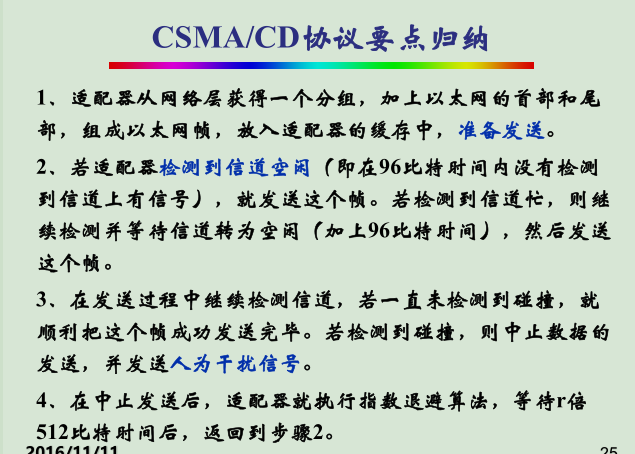 CSMA/CD协议要点归纳
1、适配器从网络层获得一个分组，加上以太网的首部和尾
部，组成以太网帧，放入适配器的缓存中，准备发送。
2、若适配器检测到信道空闲（即在96比特时间内没有检测
到信道上有信号），就发送这个帧。若检测到信道忙，则继
续检测并等待信道转为空闲（加上96比特时间），然后发送
这个帧。
3、在发送过程中继续检测信道，若一直未检测到碰撞，就
顺利把这个帧成功发送完毕。若检测到碰撞，则中止数据的
发送，并发送人为干扰信号。
4、在中止发送后，适配器就执行指数退避算法，等待r倍
512比特时间后，返回到步骤2。
2016/11/11 25